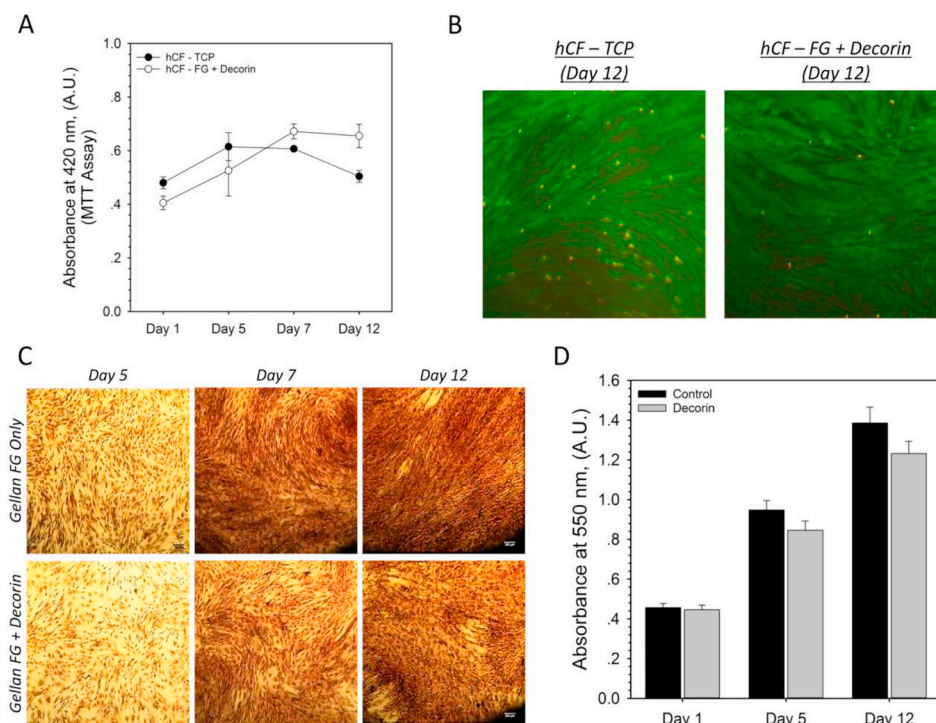 A
1.0
.8
.6
.4
.2
0.0
Absorbance at 420 nm, (A.U.)
(MTT Assay)
hCF - TCP
hCF - FG + Decorin
Day 1
Day 5
Day 7
Day 12
B
hCF – TCP
(Day 12)
hCF – FG + Decorin
(Day 12)
C
Day 5
Day 7
Day 12
Gellan FG Only
Gellan FG + Decorin
D
1.6
1.4
1.2
1.0
.8
.6
.4
.2
0.0
Absorbance at 550 nm, (A.U.)
Control
Decorin
Day 1
Day 5
Day 12